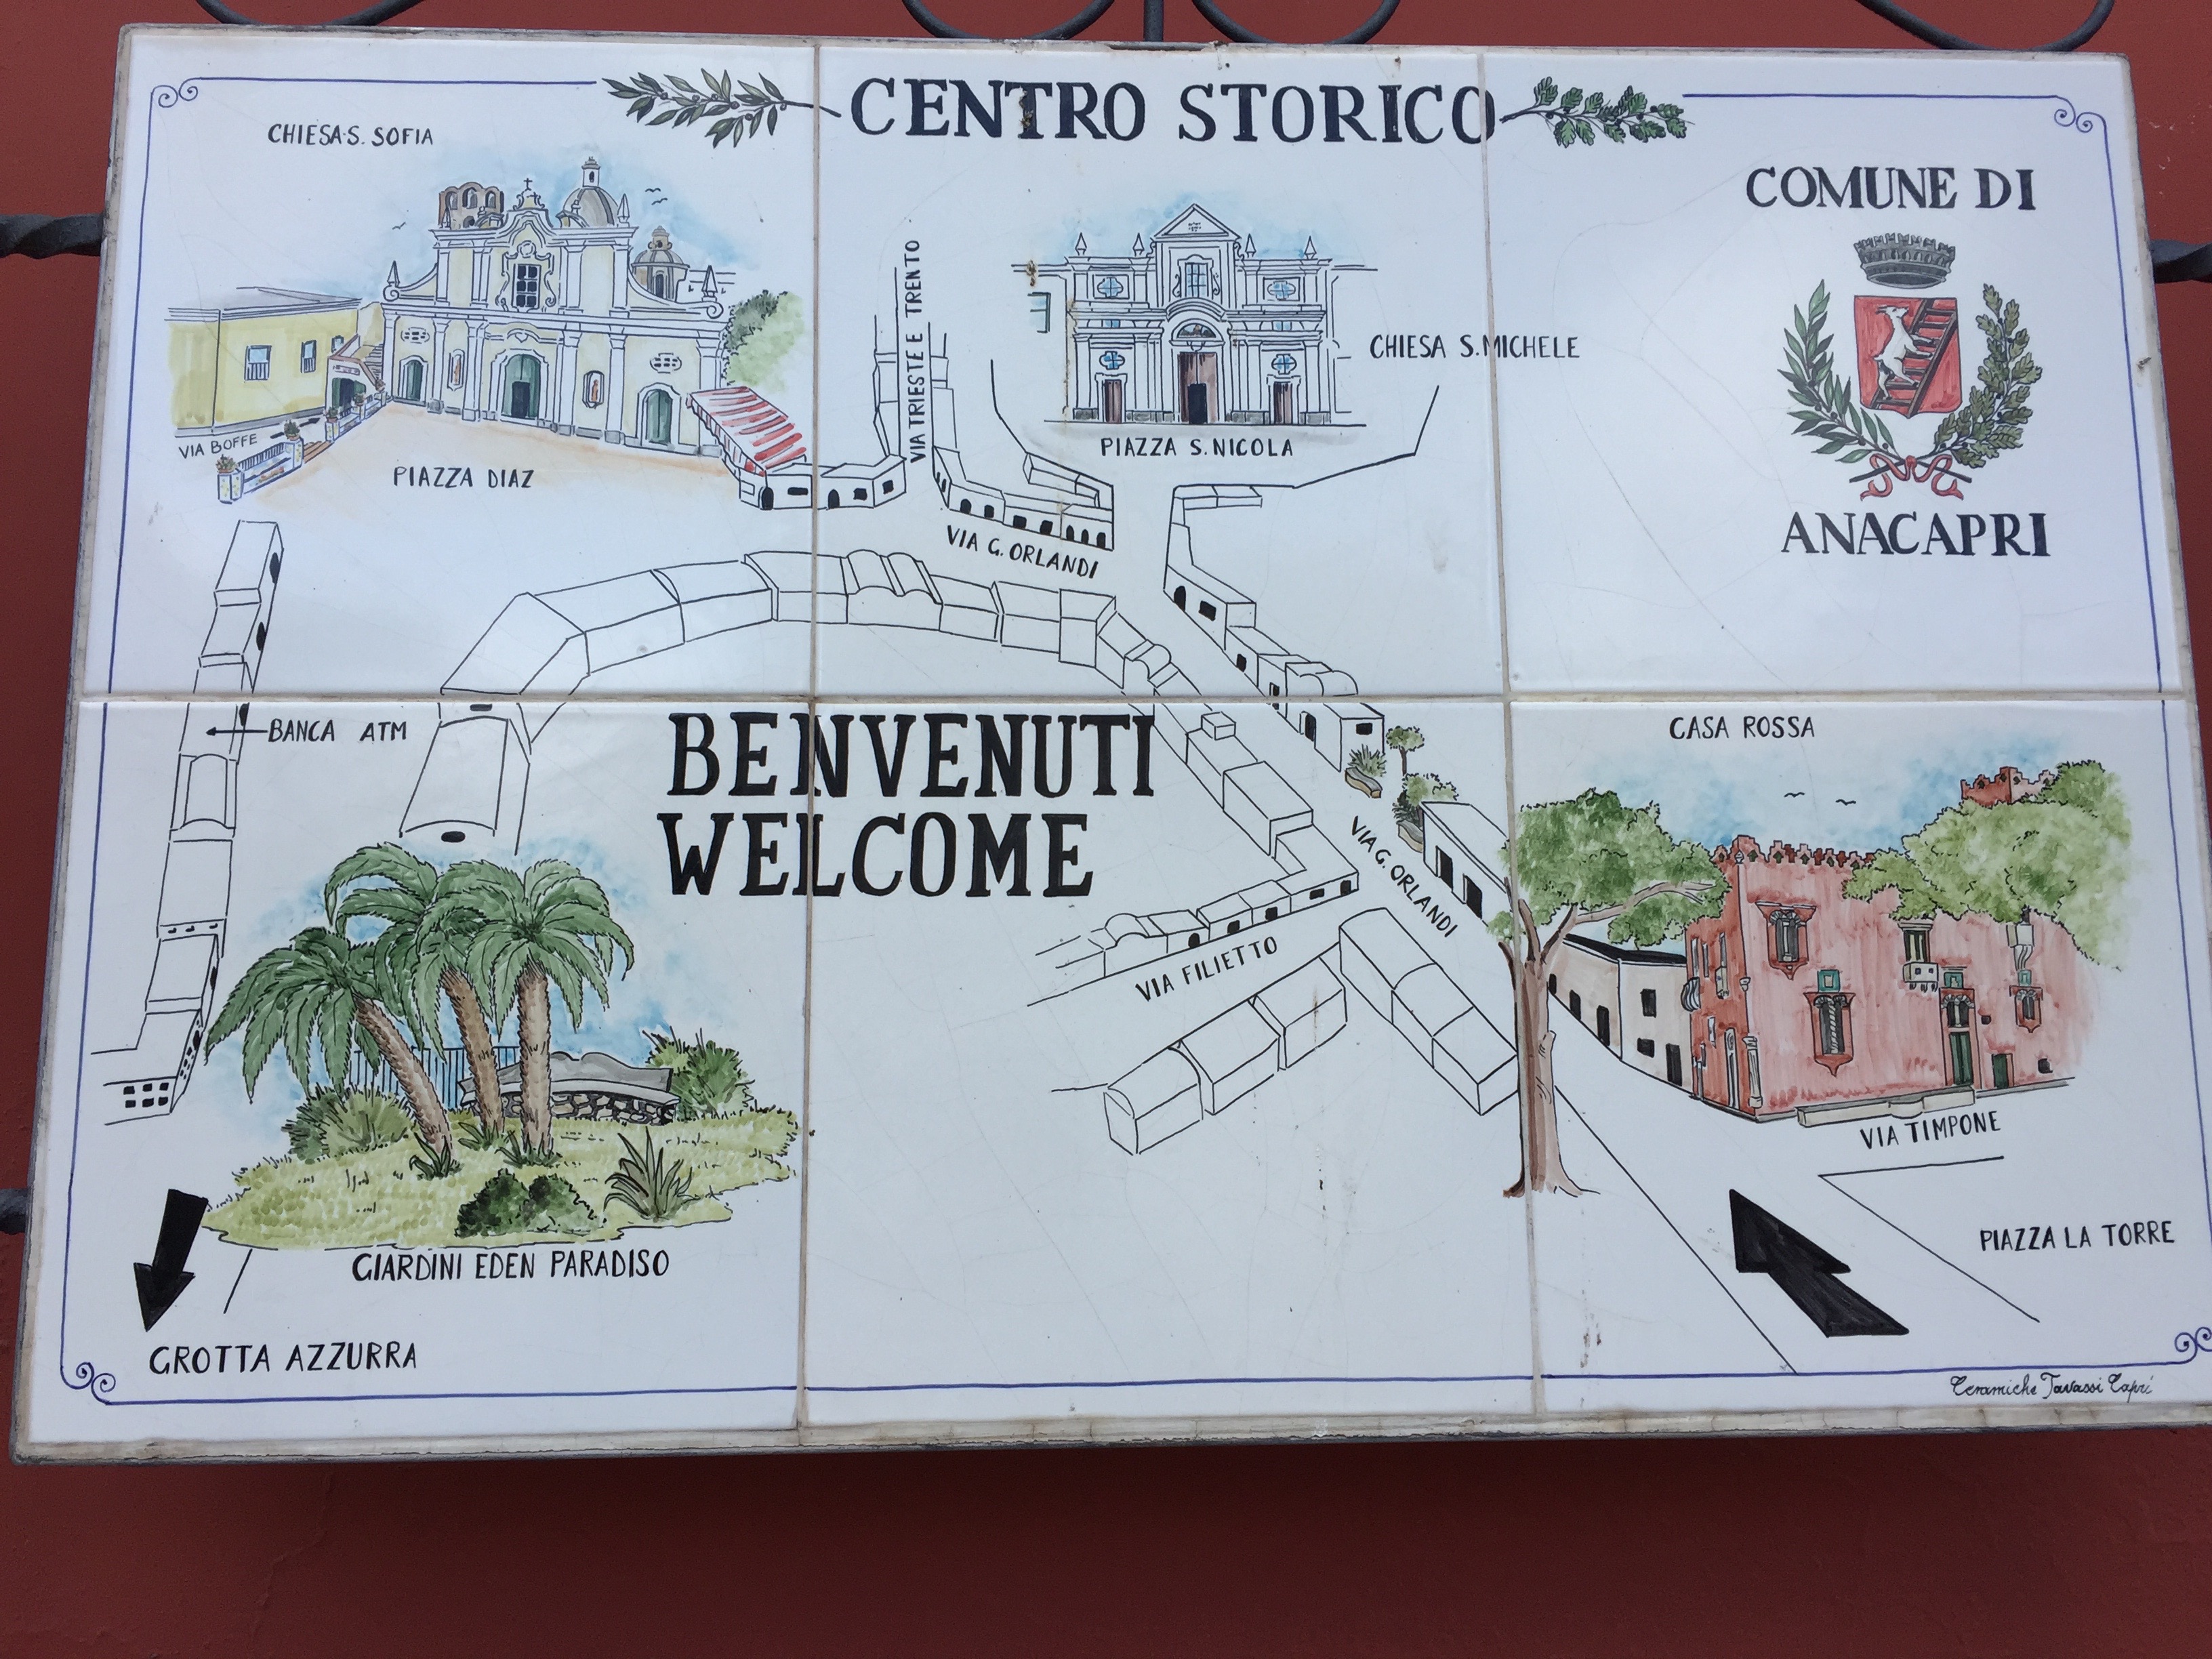 CENTRO STORICO
CHIESA S. SOFIA
COMUNE DI
ANACAPRI
VIA TRIESTE E TRENTO
CHIESA S. MICHELE
VIA BOFFE
PIAZZA DIAZ
PIAZZA S. NICOLA
VIA G. ORLANDI
BANCA ATM
BENVENUTI
WELCOME
CASA ROSSA
VIA G. ORLANDI
VIA FILIETTO
VIA TIMPONE
PIAZZA LA TORRE
GIARDINI EDEN PARADISO
GROTTA AZZURRA
Ceramiche Tavassi Capri